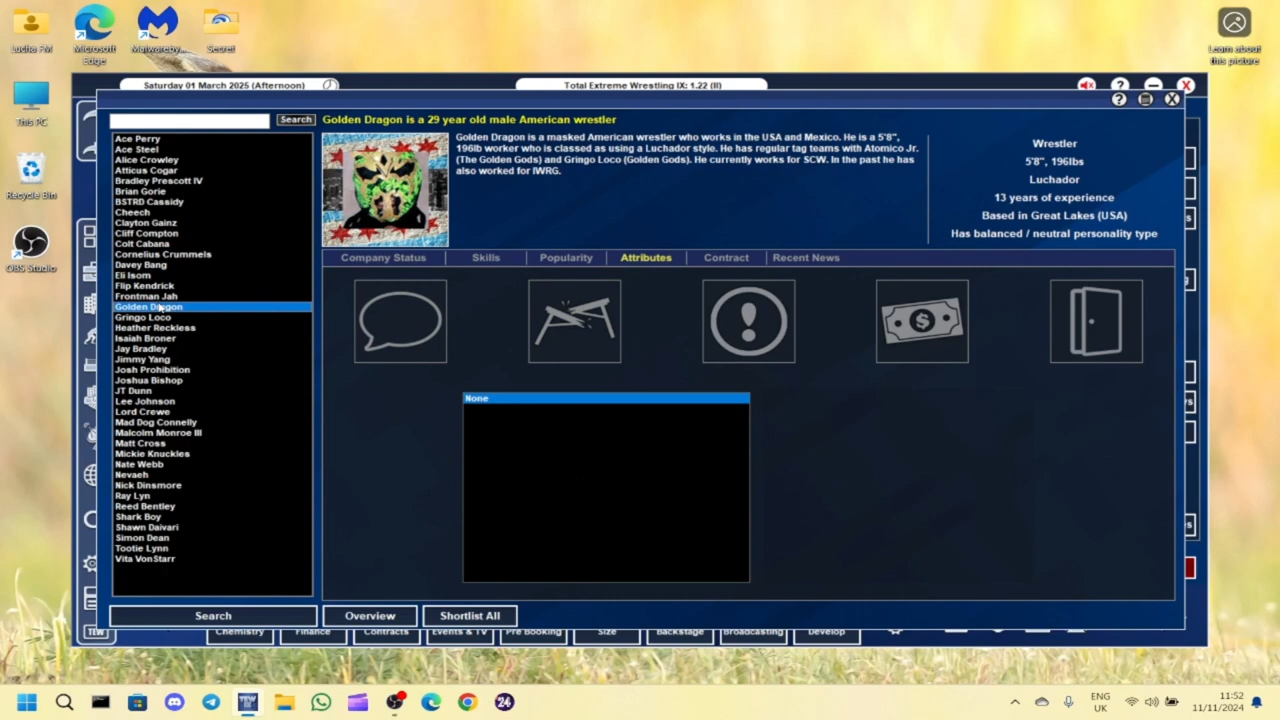 Lucha FM
Microsoft Edge
Malwareby...
Secret
Learn about this picture
This PC
Recycle Bin
OBS Studio
Saturday 01 March 2025 (Afternoon)
Total Extreme Wrestling IX: 1.22 (II)
Search
Golden Dragon is a 29 year old male American wrestler
Golden Dragon is a masked American wrestler who works in the USA and Mexico. He is a 5'8",
196lb worker who is classed as using a Luchador style. He has regular tag teams with Atomico Jr.
(The Golden Gods) and Gringo Loco (Golden Gods). He currently works for SCW. In the past he has
also worked for IWRG.
Wrestler
5'8", 196lbs
Luchador
13 years of experience
Based in Great Lakes (USA)
Has balanced / neutral personality type
Company Status
Skills
Popularity
Attributes
Contract
Recent News
None
Ace Perry
Ace Steel
Alice Crowley
Atticus Cogar
Bradley Prescott IV
Brian Gorie
BSTRD Cassidy
Cheech
Clayton Gainz
Cliff Compton
Colt Cabana
Cornelius Crummels
Davey Bang
Eli Isom
Flip Kendrick
Frontman Jah
Golden Dragon
Gringo Loco
Heather Reckless
Isaiah Broner
Jay Bradley
Jimmy Yang
Josh Prohibition
Joshua Bishop
JT Dunn
Lee Johnson
Lord Crewe
Mad Dog Connelly
Malcolm Monroe III
Matt Cross
Mickie Knuckles
Nate Webb
Nevaeh
Nick Dinsmore
Ray Lyn
Reed Bentley
Shark Boy
Shawn Daivari
Simon Dean
Tootie Lynn
Vita VonStarr
Search
Overview
Shortlist All
TEW
Chemistry
Finance
Contracts
Events & TV
Pre Booking
Size
Backstage
Broadcasting
Develop
TEW
24
ENG
UK
11:52
11/11/2024